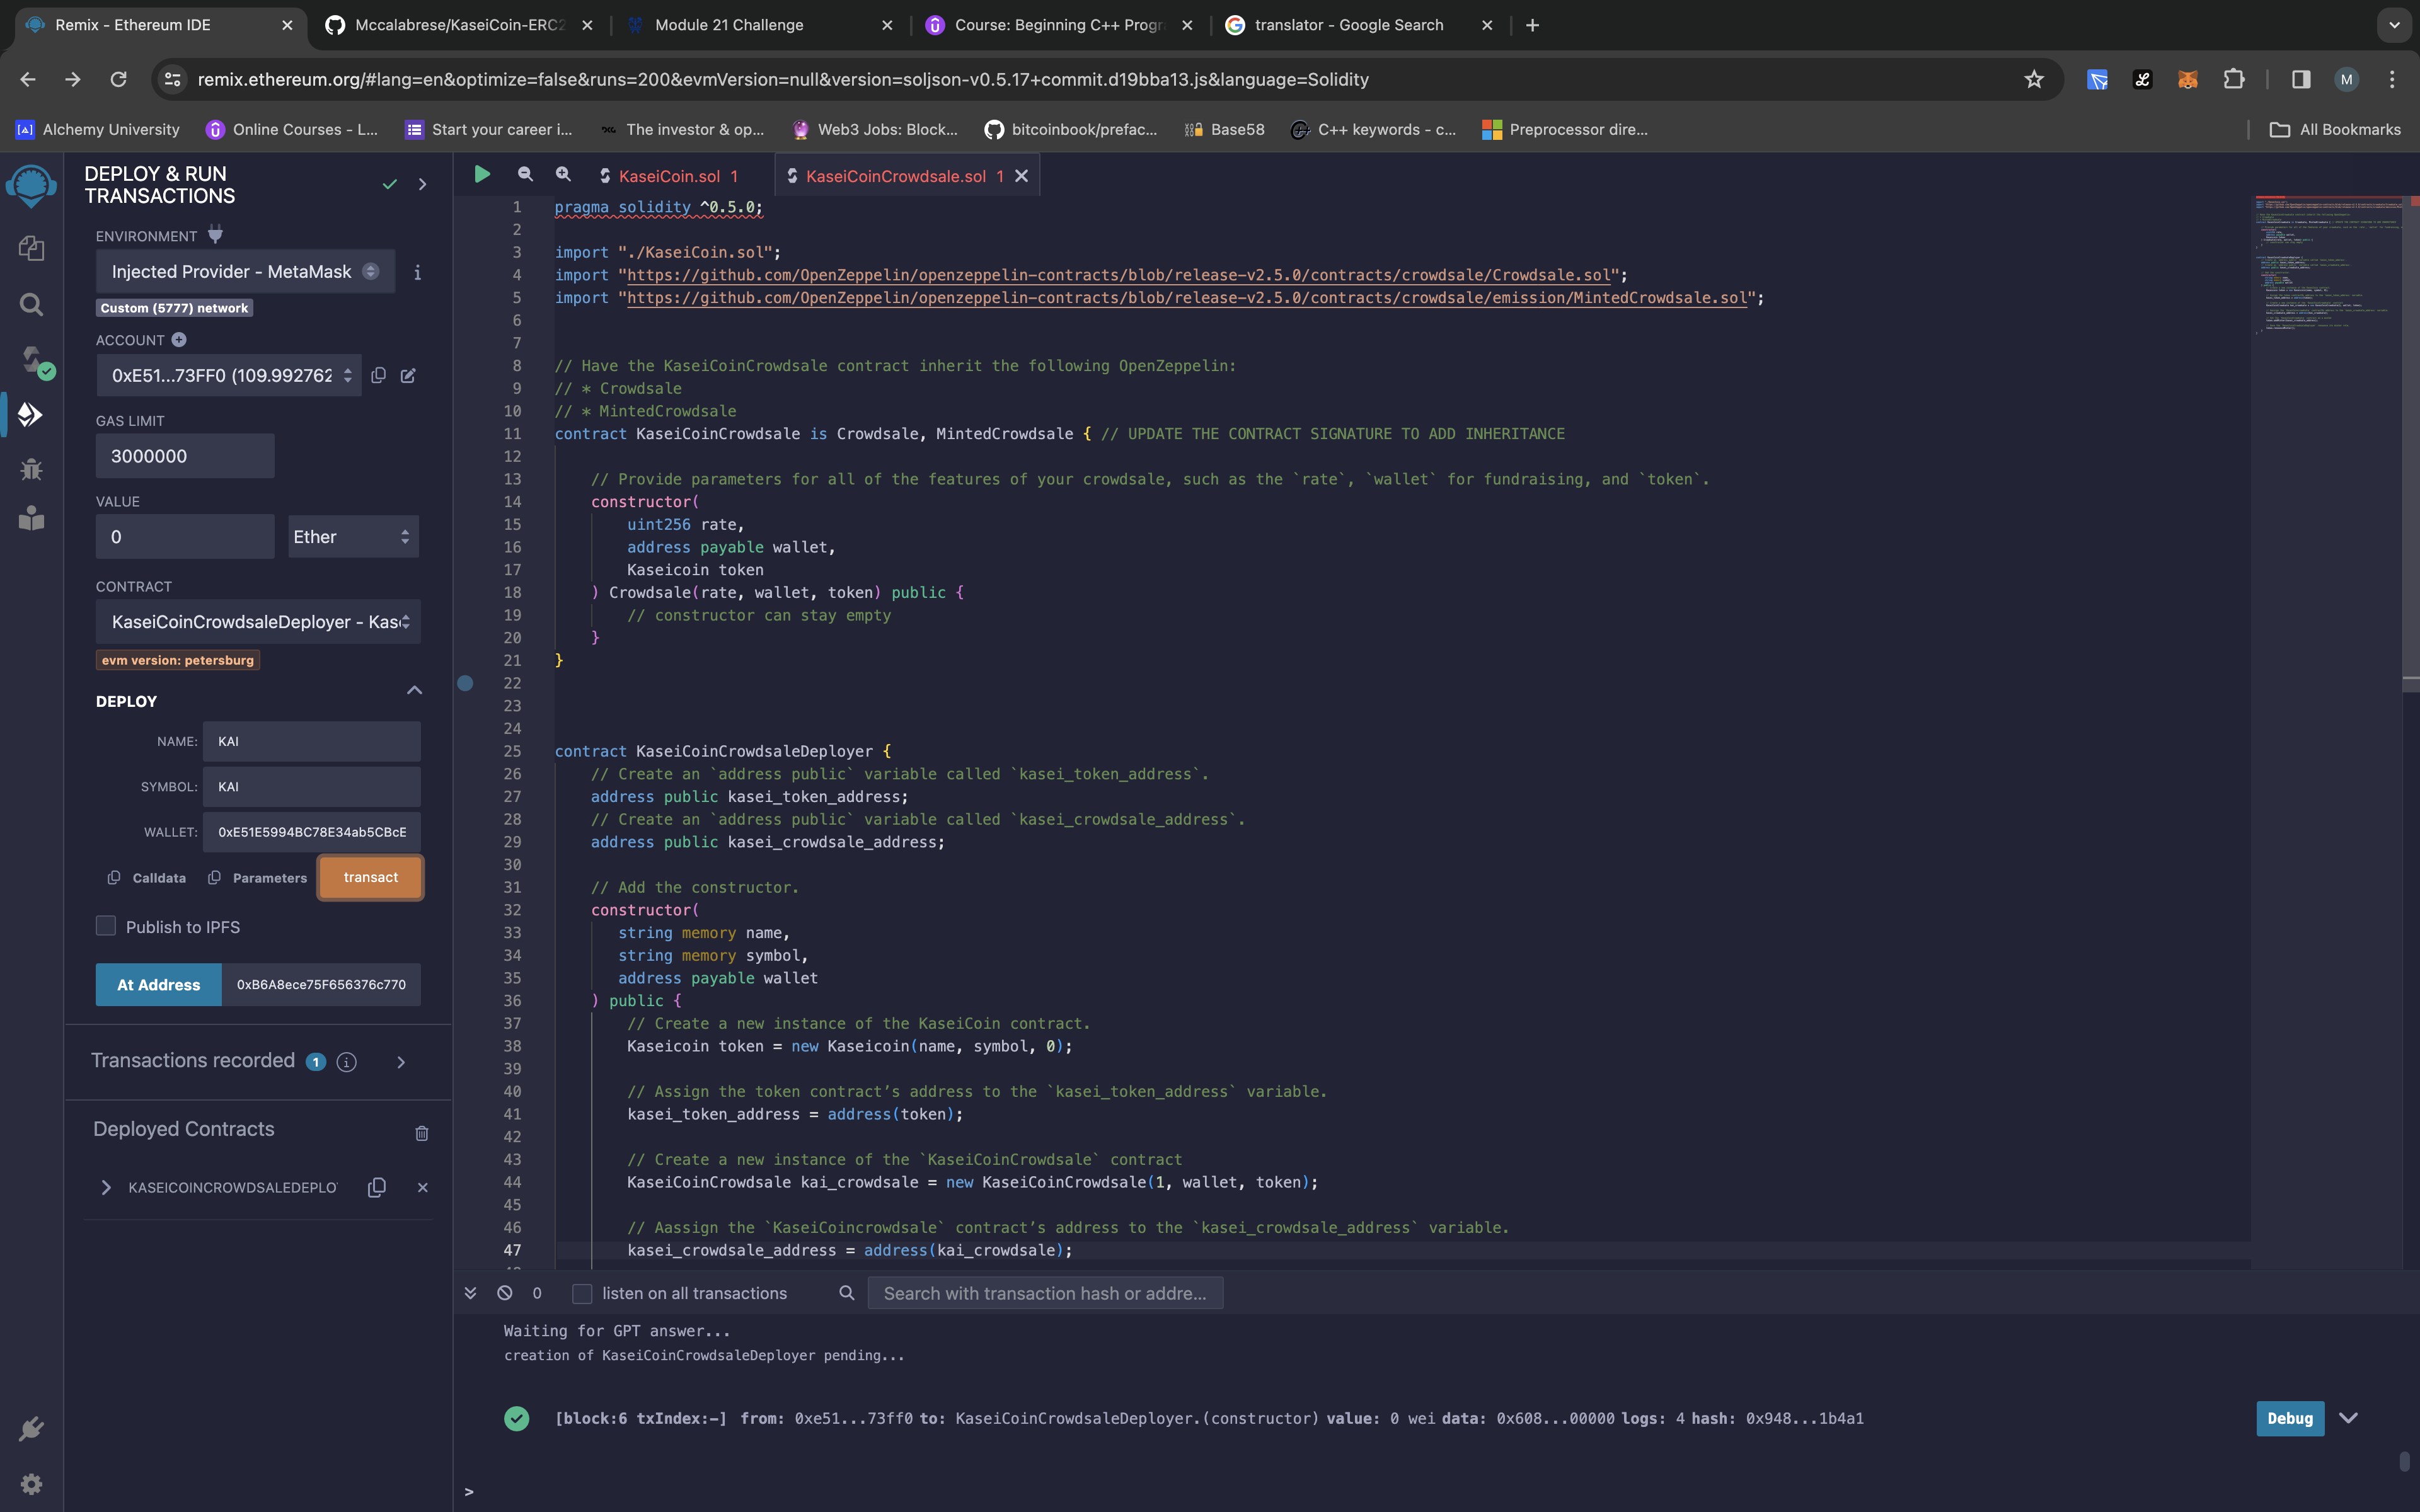 Remix - Ethereum IDE
Mccalabrese/KaseiCoin-ERC2
Module 21 Challenge
Course: Beginning C++ Progr
translator - Google Search
remix.ethereum.org/#lang=en&optimize=false&runs=200&evmVersion=null&version=soljson-v0.5.17+commit.d19bba13.js&language=Solidity
M
Alchemy University
Online Courses - L...
Start your career i...
The investor & op...
Web3 Jobs: Block...
bitcoinbook/prefac...
Base58
C++ keywords - c...
Preprocessor dire...
All Bookmarks
DEPLOY & RUN
TRANSACTIONS
ENVIRONMENT
Injected Provider - MetaMask
i
Custom (5777) network
ACCOUNT
0xE51...73FF0 (109.992762
GAS LIMIT
3000000
VALUE
0
Ether
CONTRACT
KaseiCoinCrowdsaleDeployer - Kas
evm version: petersburg
DEPLOY
NAME: KAI
SYMBOL: KAI
WALLET: 0xE51E5994BC78E34ab5CBcE
Calldata
Parameters
transact
Publish to IPFS
At Address
0xB6A8ece75F656376c770
Transactions recorded 1 i
Deployed Contracts
KASEICOINCROWDSALEDEPLO
KaseiCoin.sol 1
KaseiCoinCrowdsale.sol 1
1 pragma solidity ^0.5.0;
2
3 import "./KaseiCoin.sol";
4 import "https://github.com/OpenZeppelin/openzeppelin-contracts/blob/release-v2.5.0/contracts/crowdsale/Crowdsale.sol";
5 import "https://github.com/OpenZeppelin/openzeppelin-contracts/blob/release-v2.5.0/contracts/crowdsale/emission/MintedCrowdsale.sol";
6
7
8 // Have the KaseiCoinCrowdsale contract inherit the following OpenZeppelin:
9 // * Crowdsale
10 // * MintedCrowdsale
11 contract KaseiCoinCrowdsale is Crowdsale, MintedCrowdsale { // UPDATE THE CONTRACT SIGNATURE TO ADD INHERITANCE
12
13 // Provide parameters for all of the features of your crowdsale, such as the `rate`, `wallet` for fundraising, and `token`.
14 constructor(
15 uint256 rate,
16 address payable wallet,
17 Kaseicoin token
18 ) Crowdsale(rate, wallet, token) public {
19 // constructor can stay empty
20 }
21 }
22
23
24
25 contract KaseiCoinCrowdsaleDeployer {
26 // Create an `address public` variable called `kasei_token_address`.
27 address public kasei_token_address;
28 // Create an `address public` variable called `kasei_crowdsale_address`.
29 address public kasei_crowdsale_address;
30
31 // Add the constructor.
32 constructor(
33 string memory name,
34 string memory symbol,
35 address payable wallet
36 ) public {
37 // Create a new instance of the KaseiCoin contract.
38 Kaseicoin token = new Kaseicoin(name, symbol, 0);
39
40 // Assign the token contract’s address to the `kasei_token_address` variable.
41 kasei_token_address = address(token);
42
43 // Create a new instance of the `KaseiCoinCrowdsale` contract
44 KaseiCoinCrowdsale kai_crowdsale = new KaseiCoinCrowdsale(1, wallet, token);
45
46 // Aassign the `KaseiCoincrowdsale` contract’s address to the `kasei_crowdsale_address` variable.
47 kasei_crowdsale_address = address(kai_crowdsale);
0
listen on all transactions
Search with transaction hash or addre...
Waiting for GPT answer...
creation of KaseiCoinCrowdsaleDeployer pending...
[block:6 txIndex:-] from: 0xe51...73ff0 to: KaseiCoinCrowdsaleDeployer.(constructor) value: 0 wei data: 0x608...00000 logs: 4 hash: 0x948...1b4a1
Debug
>